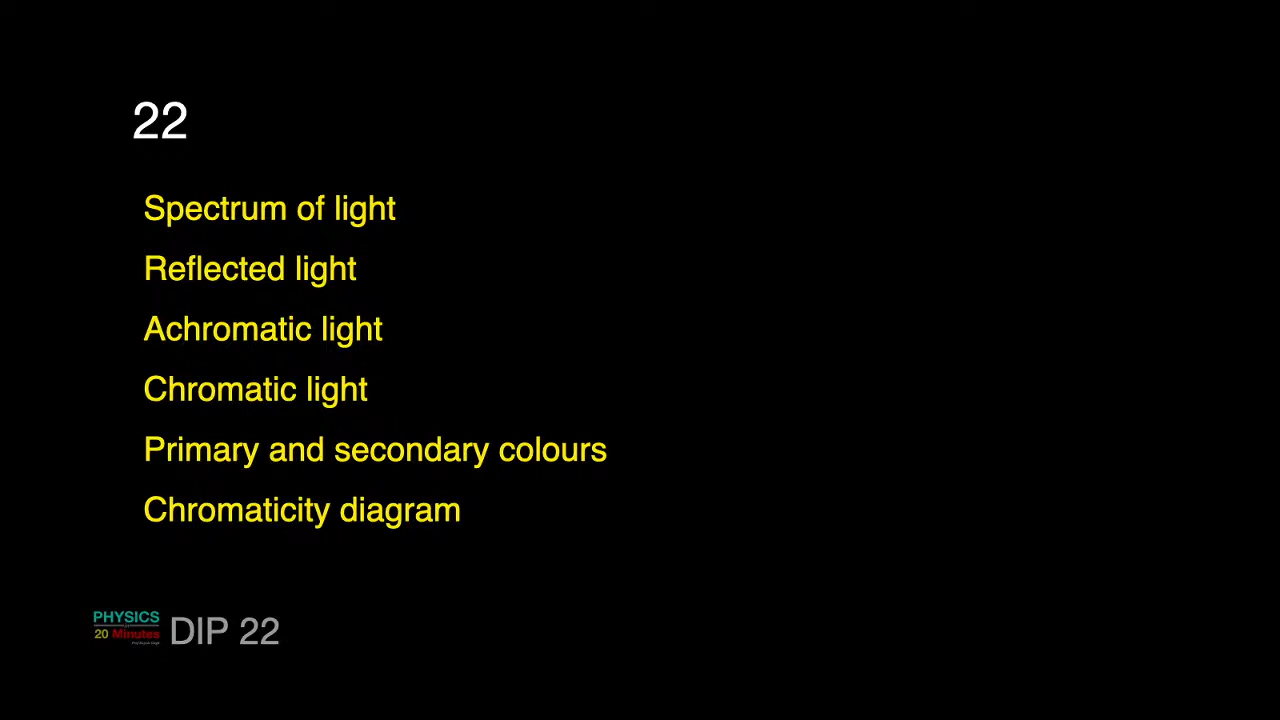 22
Spectrum of light
Reflected light
Achromatic light
Chromatic light
Primary and secondary colours
Chromaticity diagram
PHYSICS
20 Minutes
DIP 22